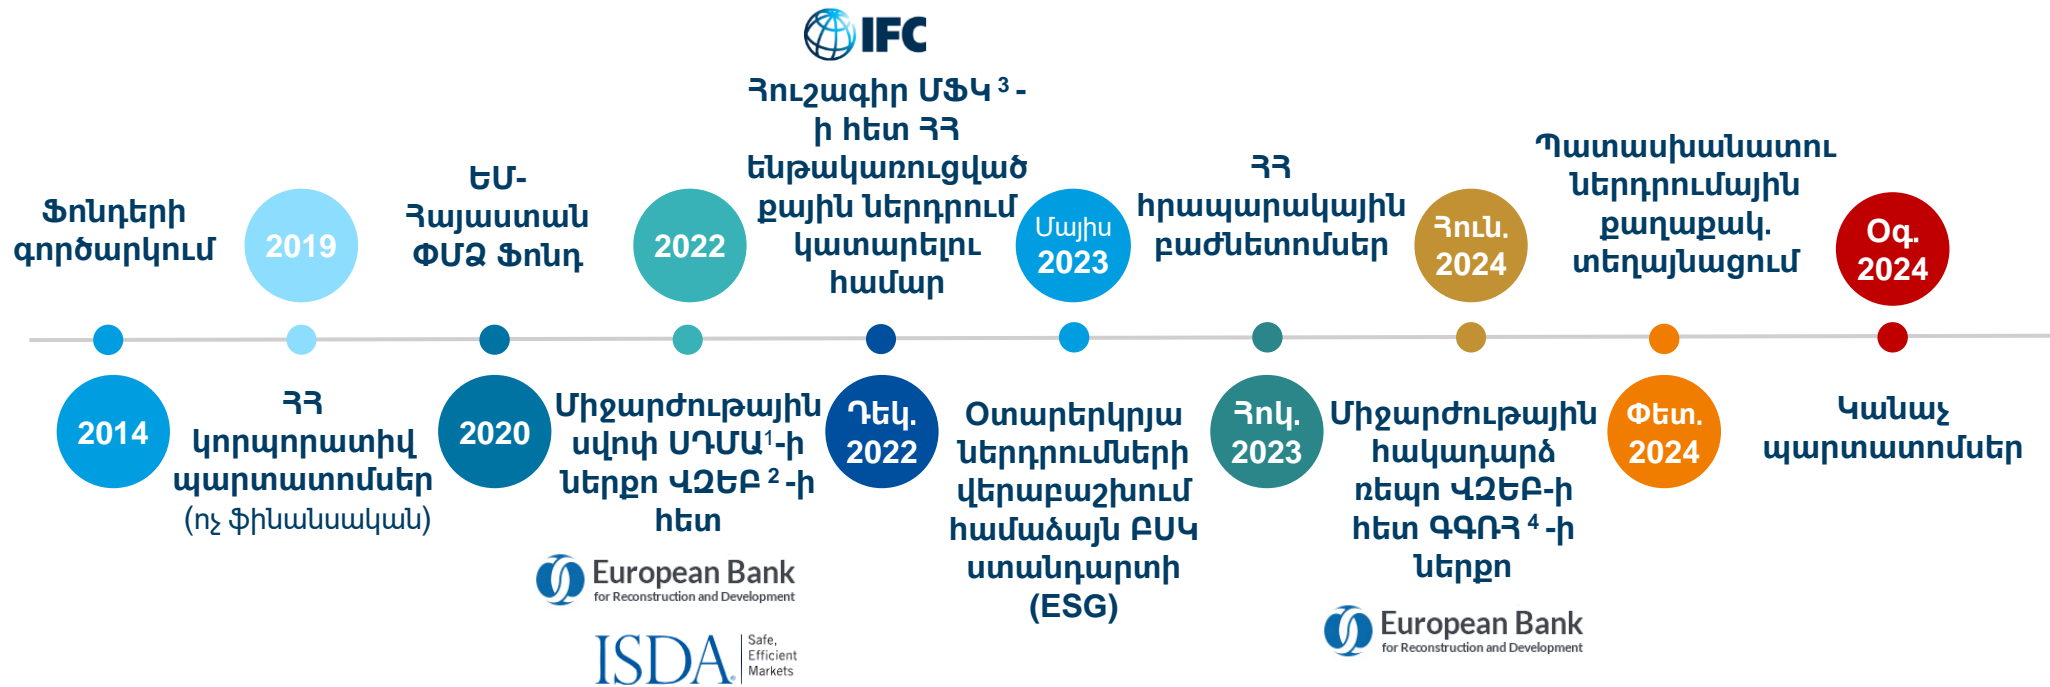 IFC
Հուշագիր ՄՖԿ 3 -
ի հետ ՀՀ
ենթակառուցված
քային ներդրում
կատարելու
համար
Ֆոնդերի
գործարկում
2019
ԵՄ-
Հայաստան
ՓՄՁ Ֆոնդ
2022
Մայիս
2023
ՀՀ
հրապարակային
բաժնետոմսեր
Հուն.
2024
Պատասխանատու
ներդրումային
քաղաքակ.
տեղայնացում
Օգ.
2024
2014
ՀՀ
կորպորատիվ
պարտատոմսեր
(ոչ ֆինանսական)
2020
Միջարժութային
սվոփ ՍԴՄԱ1-ի
ներքո ՎԶԵԲ 2 -ի
հետ
European Bank
for Reconstruction and Development
ISDA
Safe,
Efficient
Markets
Դեկ.
2022
Օտարերկրյա
ներդրումների
վերաբաշխում
համաձայն ԲՍԿ
ստանդարտի
(ESG)
Հոկ.
2023
Միջարժութային
հակադարձ
ռեպո ՎԶԵԲ-ի
հետ ԳԳՌՀ 4 -ի
ներքո
European Bank
for Reconstruction and Development
Փետ.
2024
Կանաչ
պարտատոմսեր